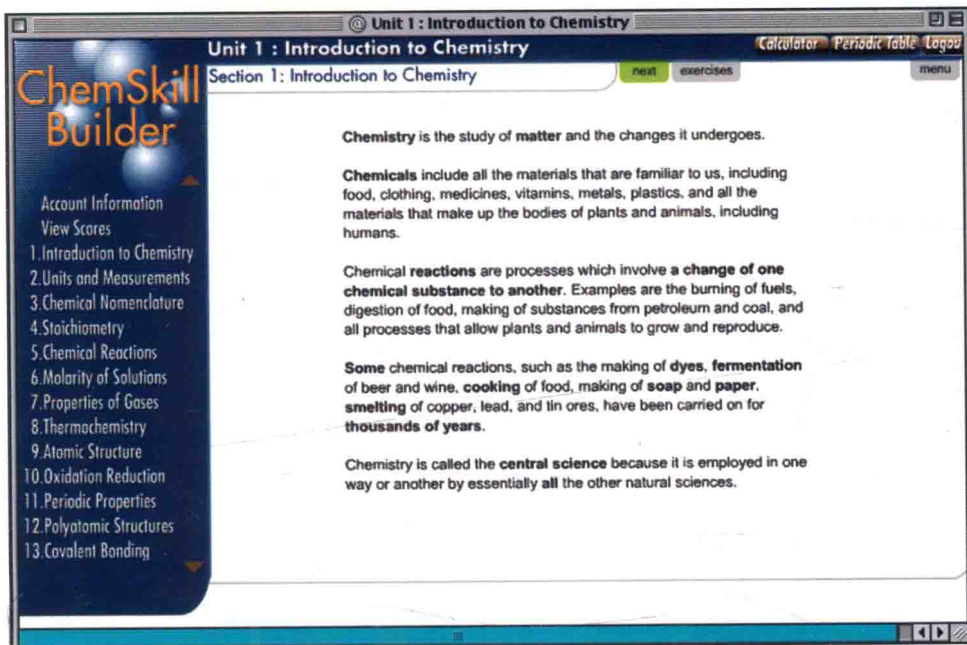 Unit 1 : Introduction to Chemistry
Unit 1 : Introduction to Chemistry
Calculator Periodic Table Logou
Section 1: Introduction to Chemistry
next exercises menu
ChemSkill
Builder
Account Information
View Scores
1.Introduction to Chemistry
2.Units and Measurements
3.Chemical Nomenclature
4.Stoichiometry
5.Chemical Reactions
6.Molarity of Solutions
7.Properties of Gases
8.Thermochemistry
9.Atomic Structure
10.Oxidation Reduction
11.Periodic Properties
12.Polyatomic Structures
13.Covalent Bonding
Chemistry is the study of matter and the changes it undergoes.
Chemicals include all the materials that are familiar to us, including
food, clothing, medicines, vitamins, metals, plastics, and all the
materials that make up the bodies of plants and animals, including
humans.
Chemical reactions are processes which involve a change of one
chemical substance to another. Examples are the burning of fuels,
digestion of food, making of substances from petroleum and coal, and
all processes that allow plants and animals to grow and reproduce.
Some chemical reactions, such as the making of dyes, fermentation
of beer and wine, cooking of food, making of soap and paper,
smelting of copper, lead, and tin ores, have been carried on for
thousands of years.
Chemistry is called the central science because it is employed in one
way or another by essentially all the other natural sciences.